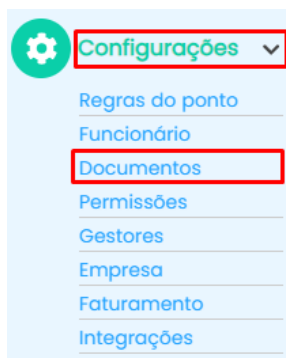 Configurações
Regras do ponto
Funcionário
Documentos
Permissões
Gestores
Empresa
Faturamento
Integrações